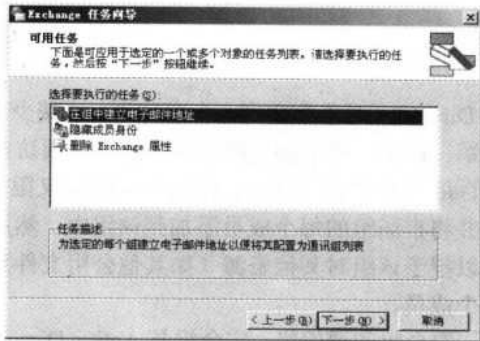 Exchange 任务向导
可用任务
下面是可应用于选定的一个或多个对象的任务列表。请选择要执行的任
务，然后按“下一步”按钮继续。
选择要执行的任务(S):
在组中建立电子邮件地址
隐藏成员身份
删除 Exchange 属性
任务描述
为选定的每个组建立电子邮件地址以便将其配置为通讯组列表
<上一步(B) 下一步(N)> 取消